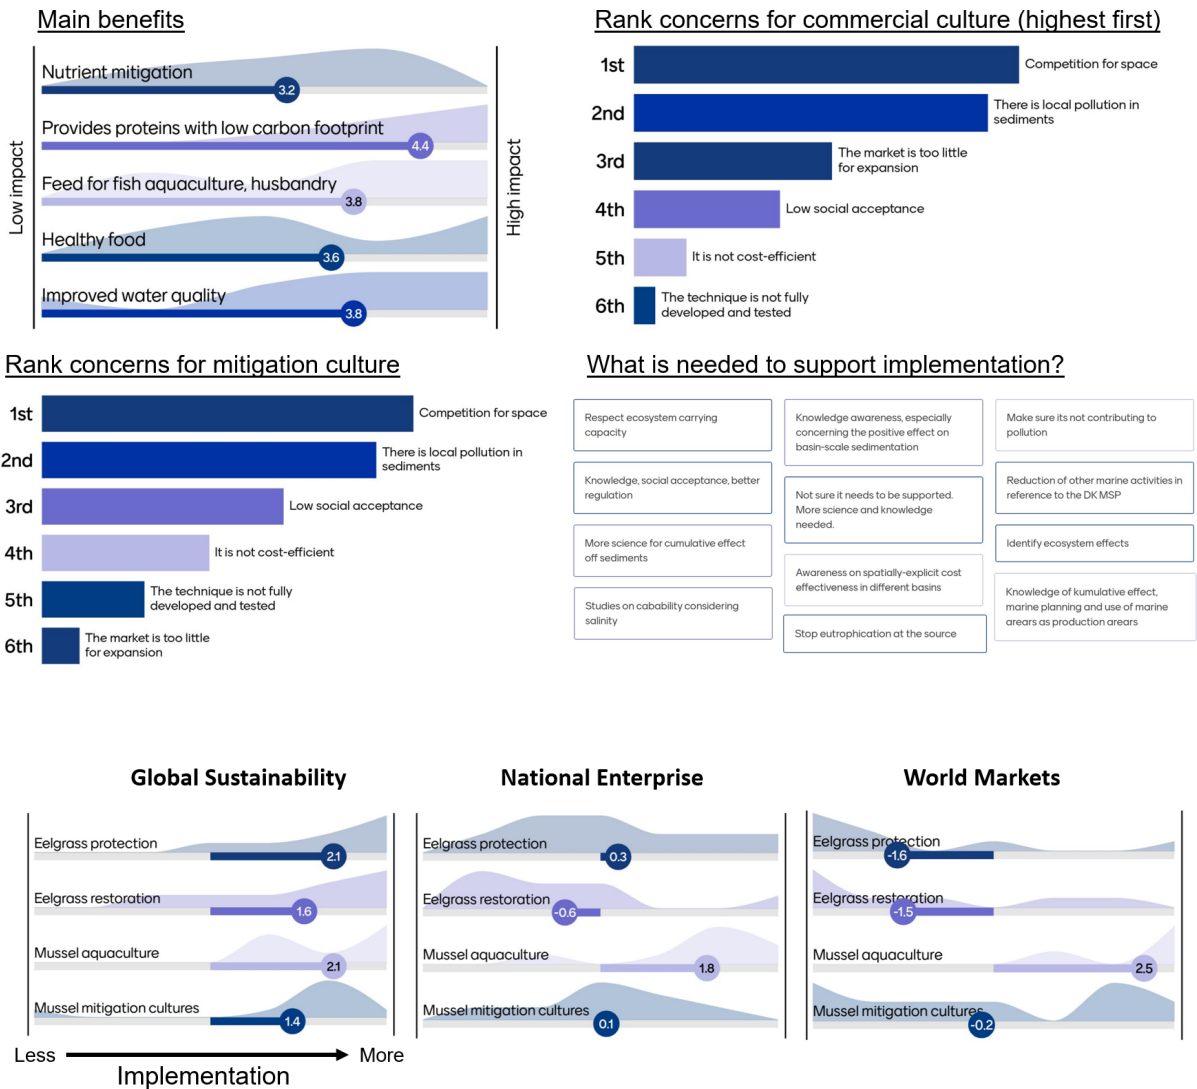 Main benefits
Low impact
Nutrient mitigation
3.2
Provides proteins with low carbon footprint
4.4
Feed for fish aquaculture, husbandry
3.8
Healthy food
3.6
Improved water quality
3.8
High impact
Rank concerns for commercial culture (highest first)
1st
Competition for space
2nd
There is local pollution in
sediments
3rd
The market is too little
for expansion
4th
Low social acceptance
5th
It is not cost-efficient
6th
The technique is not fully
developed and tested
Rank concerns for mitigation culture
1st
Competition for space
2nd
There is local pollution in
sediments
3rd
Low social acceptance
4th
It is not cost-efficient
5th
The technique is not fully
developed and tested
6th
The market is too little
for expansion
What is needed to support implementation?
Respect ecosystem carrying
capacity
Knowledge, social acceptance, better
regulation
More science for cumulative effect
off sediments
Studies on cabability considering
salinity
Knowledge awareness, especially
concerning the positive effect on
basin-scale sedimentation
Not sure it needs to be supported.
More science and knowledge
needed.
Awareness on spatially-explicit cost
effectiveness in different basins
Stop eutrophication at the source
Make sure its not contributing to
pollution
Reduction of other marine activities in
reference to the DK MSP
Identify ecosystem effects
Knowledge of kumulative effect,
marine planning and use of marine
arears as production arears
Global Sustainability
Eelgrass protection
2.1
Eelgrass restoration
1.6
Mussel aquaculture
2.1
Mussel mitigation cultures
1.4
Less
More
Implementation
National Enterprise
Eelgrass protection
0.3
Eelgrass restoration
-0.6
Mussel aquaculture
1.8
Mussel mitigation cultures
0.1
World Markets
Eelgrass protection
-1.6
Eelgrass restoration
-1.5
Mussel aquaculture
2.5
Mussel mitigation cultures
-0.2